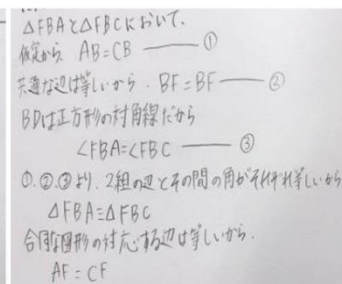 △FBAと△FBCにおいて、
仮定から AB=CB ①
共通な辺は等しいから、BF=BF ②
BDは正方形の対角線だから
∠FBA=∠FBC ③
①、②、③より、2組の辺とその間の角がそれぞれ等しいから
△FBA≡△FBC
合同な図形の対応する辺は等しいから、
AF=CF